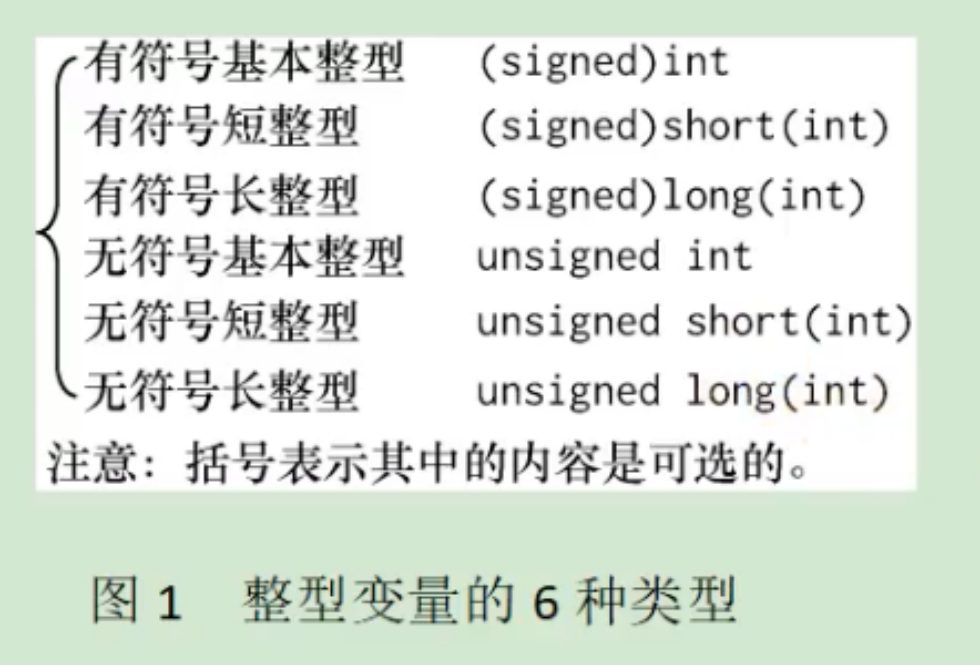 有符号基本整型 (signed)int
有符号短整型 (signed)short(int)
有符号长整型 (signed)long(int)
无符号基本整型 unsigned int
无符号短整型 unsigned short(int)
无符号长整型 unsigned long(int)
注意：括号表示其中的内容是可选的。
图1 整型变量的6种类型